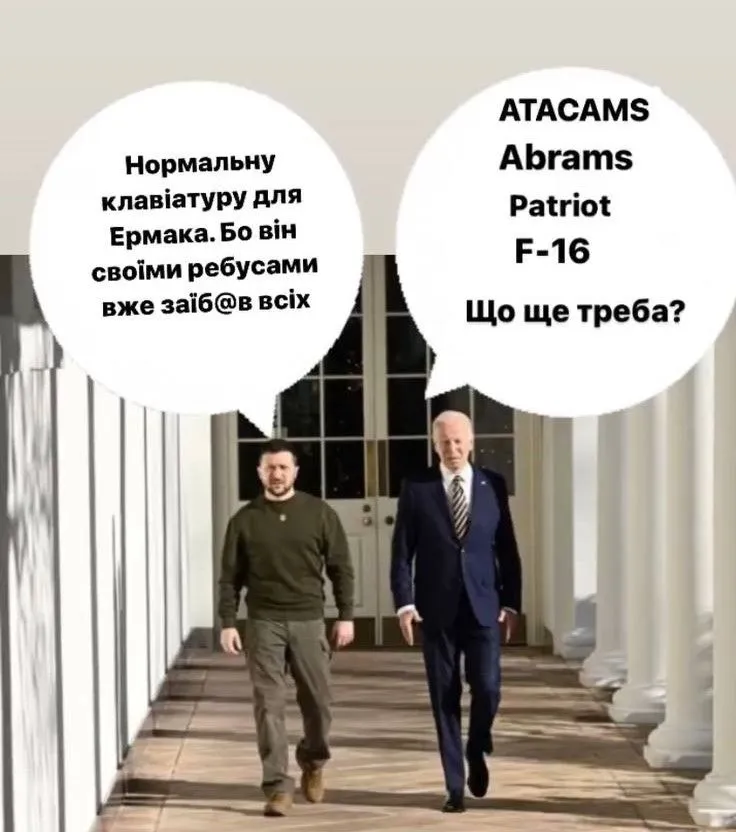 Нормальну
клавіатуру для
Ермака. Бо він
своїми ребусами
вже заїб@в всіх
ATACAMS
Abrams
Patriot
F-16
Що ще треба?